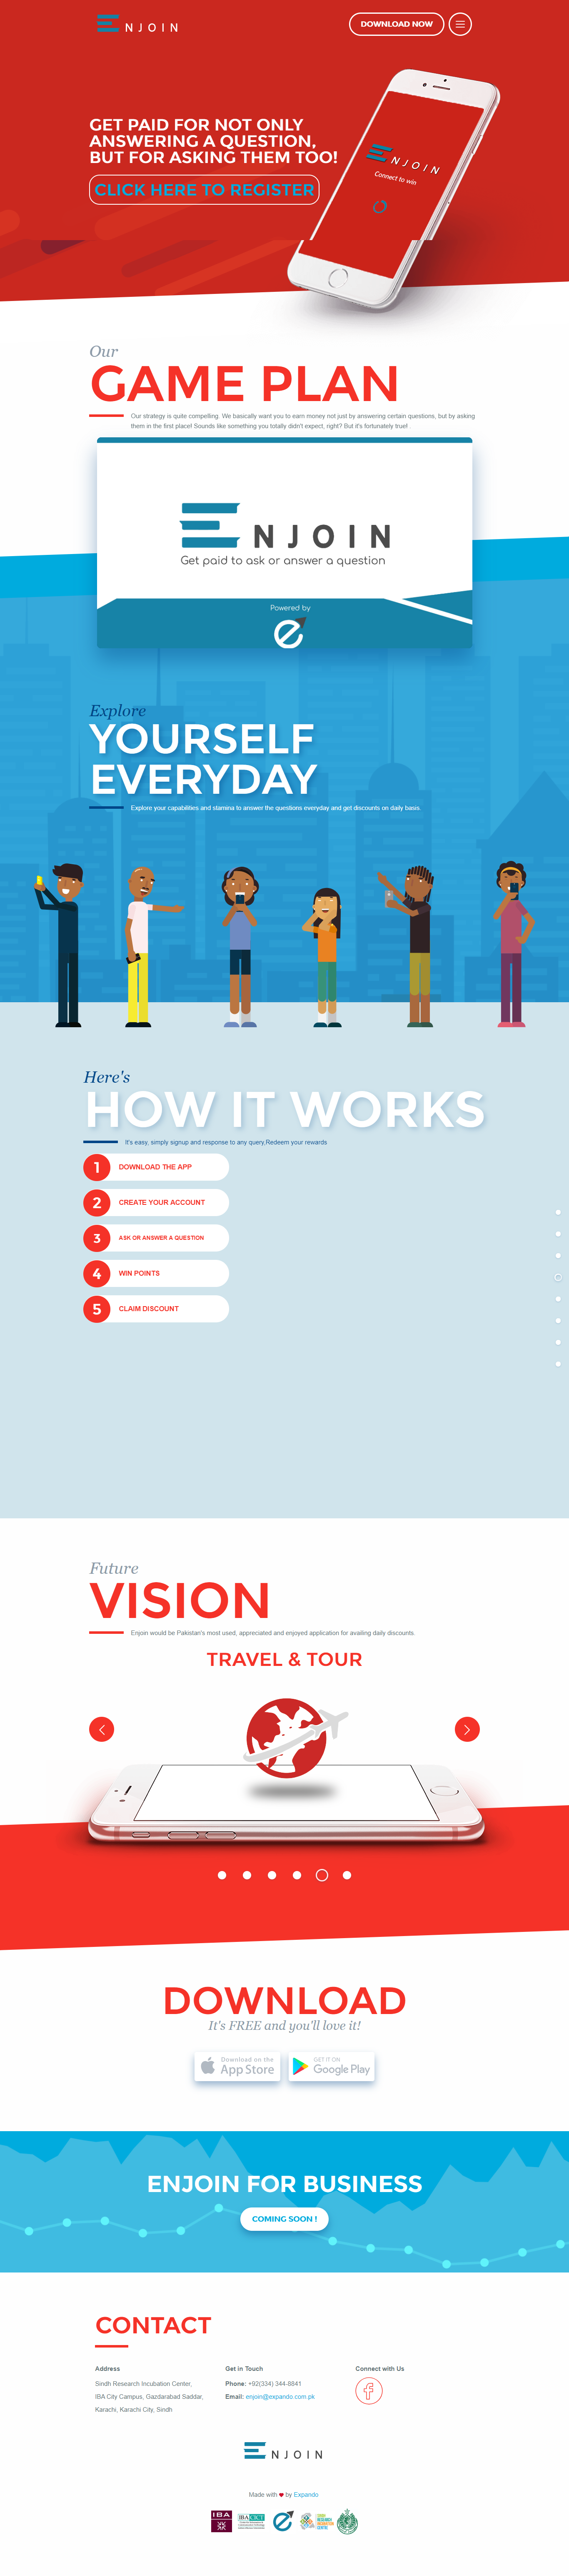 ENJOIN
DOWNLOAD NOW
GET PAID FOR NOT ONLY
ANSWERING A QUESTION,
BUT FOR ASKING THEM TOO!
CLICK HERE TO REGISTER
ENJOIN
Connect to win
Our
GAME PLAN
Our strategy is quite compelling. We basically want you to earn money not just by answering certain questions, but by asking
them in the first place! Sounds like something you totally didn't expect, right? But it's fortunately true! .
ENJOIN
Get paid to ask or answer a question
Powered by
Explore
YOURSELF
EVERYDAY
Explore your capabilities and stamina to answer the questions everyday and get discounts on daily basis
Here's
HOW IT WORKS
It's easy, simply signup and response to any query,Redeem your rewards
1 DOWNLOAD THE APP
2 CREATE YOUR ACCOUNT
3 ASK OR ANSWER A QUESTION
4 WIN POINTS
5 CLAIM DISCOUNT
Future
VISION
Enjoin would be Pakistan's most used, appreciated and enjoyed application for availing daily discounts.
TRAVEL & TOUR
DOWNLOAD
It's FREE and you'll love it!
Download on the
App Store
GET IT ON
Google Play
ENJOIN FOR BUSINESS
COMING SOON !
CONTACT
Address
Sindh Research Incubation Center,
IBA City Campus, Gazdarabad Saddar,
Karachi, Karachi City, Sindh
Get in Touch
Phone: +92(334) 344-8841
Email: enjoin@expando.com.pk
Connect with Us
ENJOIN
Made with ♥ by Expando
IBA
IBA CICT